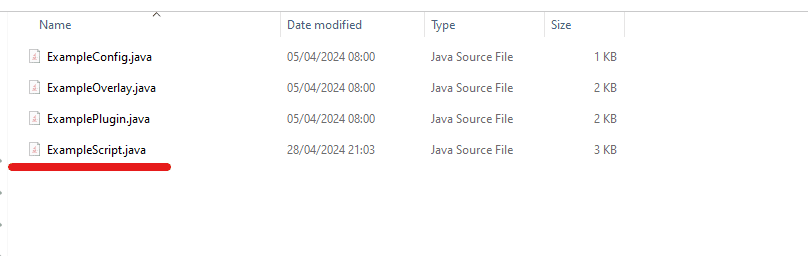 Name Date modified Type Size
ExampleConfig.java 05/04/2024 08:00 Java Source File 1 KB
ExampleOverlay.java 05/04/2024 08:00 Java Source File 2 KB
ExamplePlugin.java 05/04/2024 08:00 Java Source File 2 KB
ExampleScript.java 28/04/2024 21:03 Java Source File 3 KB